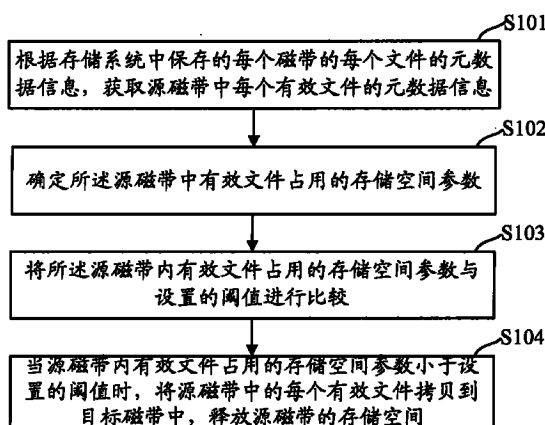 S101
根据存储系统中保存的每个磁带的每个文件的元数
据信息，获取源磁带中每个有效文件的元数据信息
S102
确定所述源磁带中有效文件占用的存储空间参数
S103
将所述源磁带内有效文件占用的存储空间参数与
设置的阈值进行比较
S104
当源磁带内有效文件占用的存储空间参数小于设
置的阈值时，将源磁带中的每个有效文件拷贝到
目标磁带中，释放源磁带的存储空间